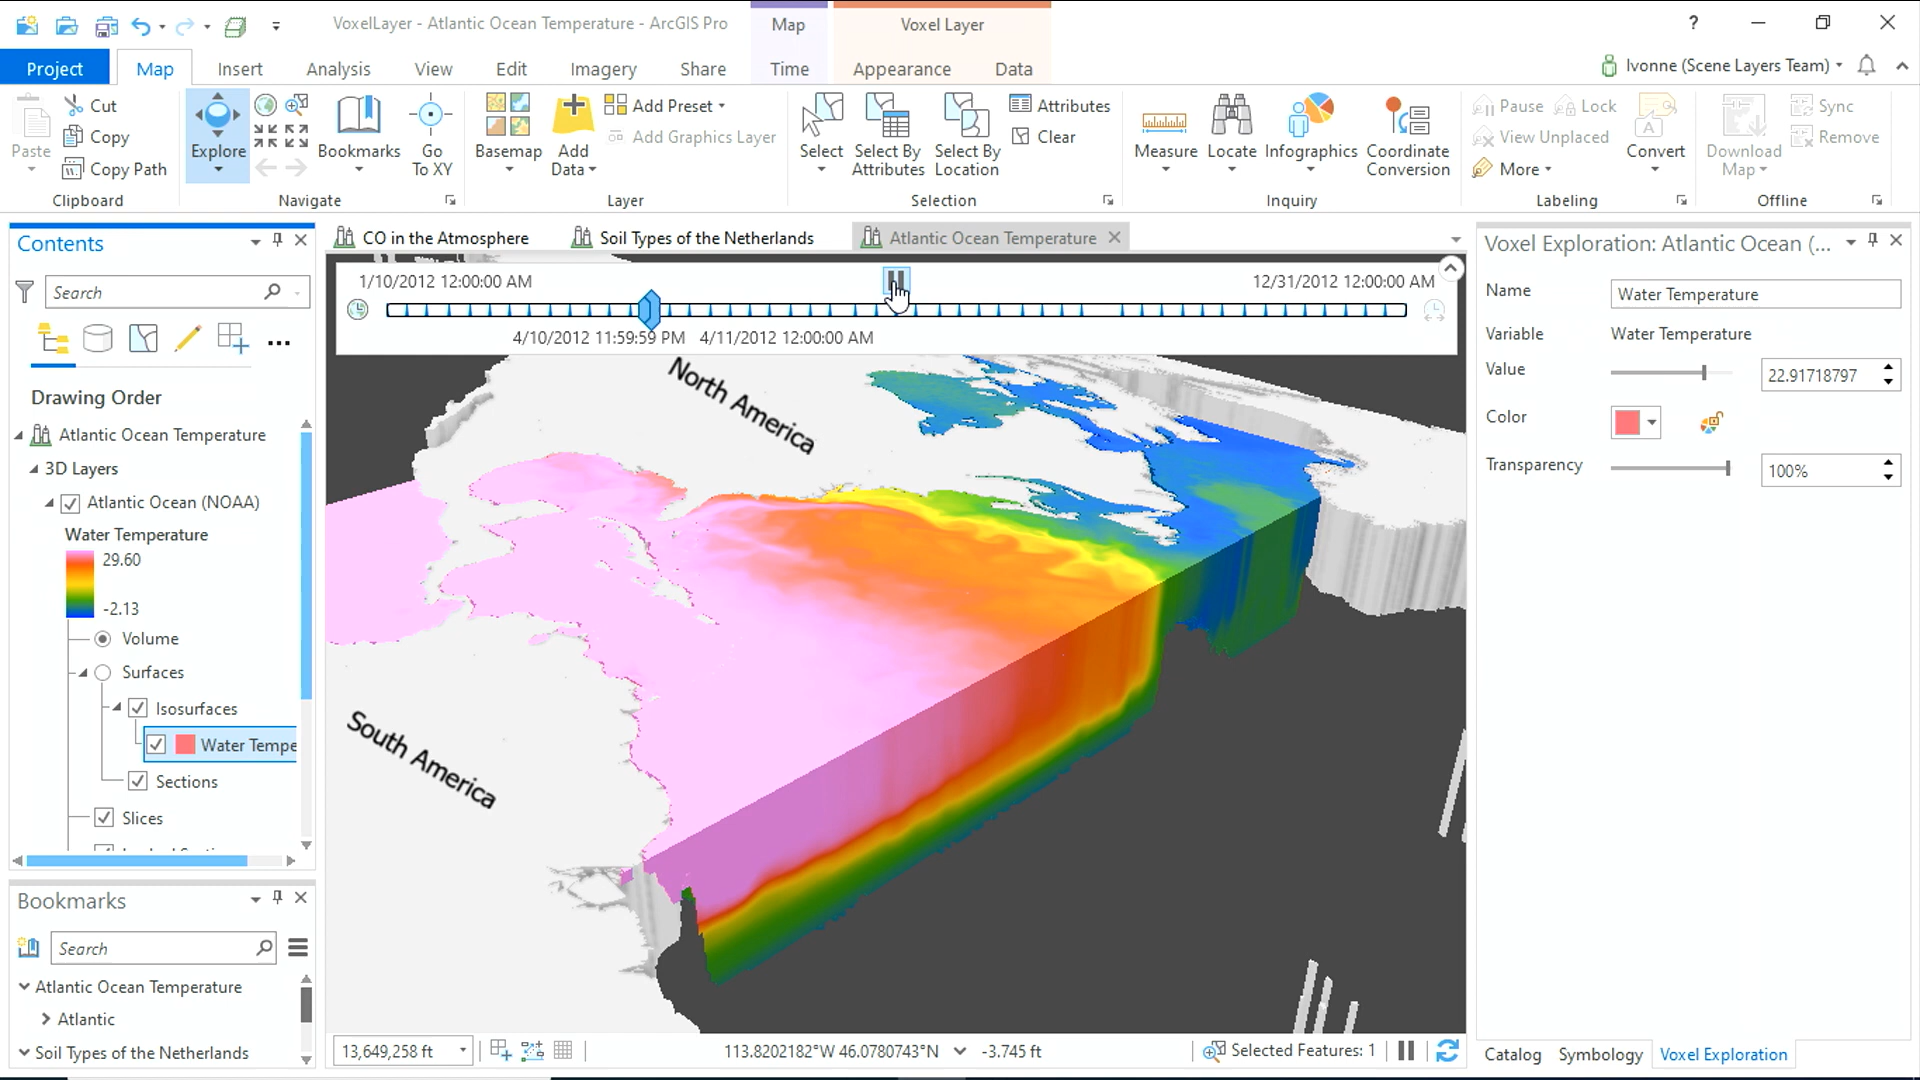 VoxelLayer - Atlantic Ocean Temperature - ArcGIS Pro
Map
Voxel Layer
?
Project
Map
Insert
Analysis
View
Edit
Imagery
Share
Time
Appearance
Data
Ivonne (Scene Layers Team)
Paste
Cut
Copy
Copy Path
Clipboard
Explore
Bookmarks
Go To XY
Navigate
Basemap
Add Data
Add Preset
Add Graphics Layer
Layer
Select
Select By Attributes
Select By Location
Attributes
Clear
Selection
Measure
Locate
Infographics
Coordinate Conversion
Inquiry
Pause
Lock
View Unplaced
More
Convert
Labeling
Download Map
Sync
Remove
Offline
Contents
Search
Drawing Order
Atlantic Ocean Temperature
3D Layers
Atlantic Ocean (NOAA)
Water Temperature
29.60
-2.13
Volume
Surfaces
Isosurfaces
Water Tempe
Sections
Slices
Bookmarks
Search
Atlantic Ocean Temperature
Atlantic
Soil Types of the Netherlands
CO in the Atmosphere
Soil Types of the Netherlands
Atlantic Ocean Temperature
1/10/2012 12:00:00 AM
12/31/2012 12:00:00 AM
4/10/2012 11:59:59 PM
4/11/2012 12:00:00 AM
North America
South America
13,649,258 ft
113.8202182°W 46.0780743°N
-3.745 ft
Selected Features: 1
Voxel Exploration: Atlantic Ocean (...
Name
Water Temperature
Variable
Water Temperature
Value
22.91718797
Color
Transparency
100%
Catalog
Symbology
Voxel Exploration